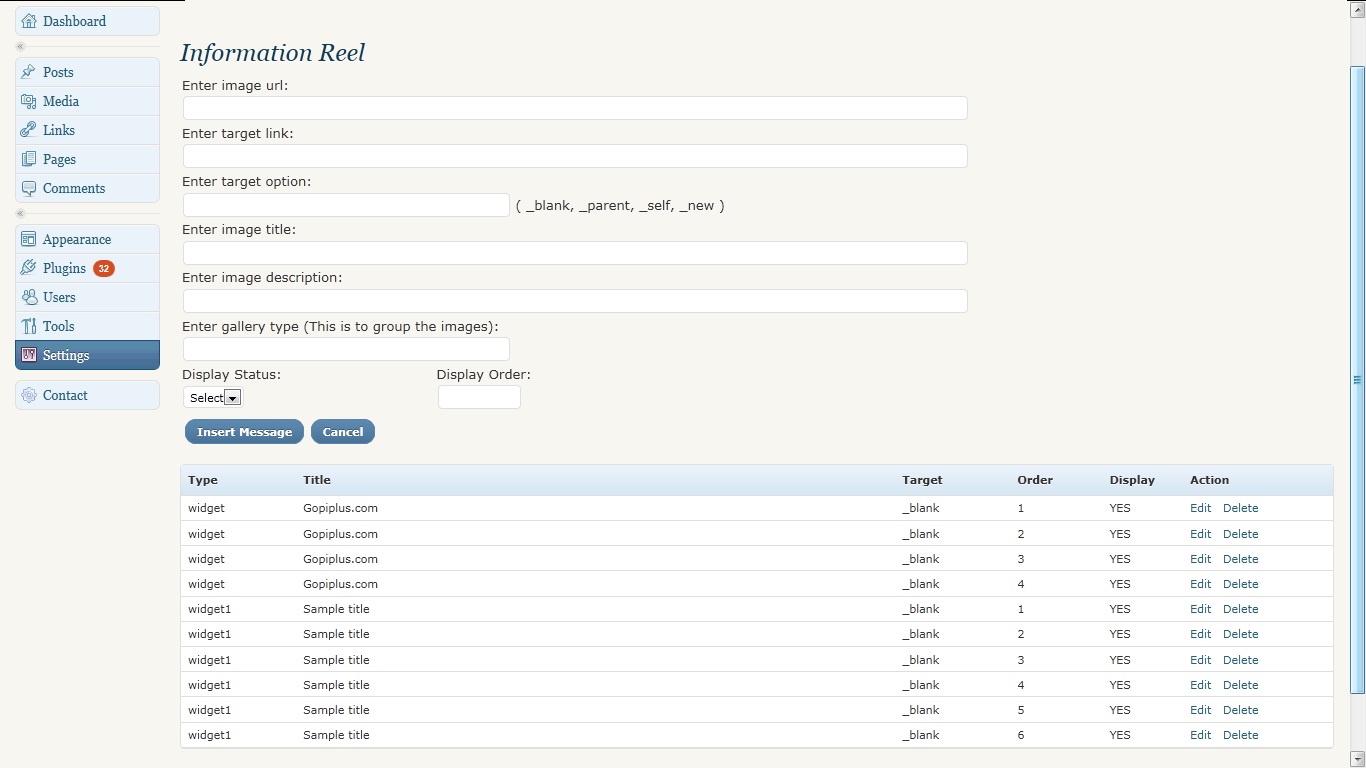 Dashboard
Posts
Media
Links
Pages
Comments
Appearance
Plugins 32
Users
Tools
Settings
Contact
Information Reel
Enter image url:
Enter target link:
Enter target option:
( _blank, _parent, _self, _new )
Enter image title:
Enter image description:
Enter gallery type (This is to group the images):
Display Status: Display Order:
Select
Insert Message Cancel
Type Title Target Order Display Action
widget Gopiplus.com _blank 1 YES Edit Delete
widget Gopiplus.com _blank 2 YES Edit Delete
widget Gopiplus.com _blank 3 YES Edit Delete
widget Gopiplus.com _blank 4 YES Edit Delete
widget1 Sample title _blank 1 YES Edit Delete
widget1 Sample title _blank 2 YES Edit Delete
widget1 Sample title _blank 3 YES Edit Delete
widget1 Sample title _blank 4 YES Edit Delete
widget1 Sample title _blank 5 YES Edit Delete
widget1 Sample title _blank 6 YES Edit Delete